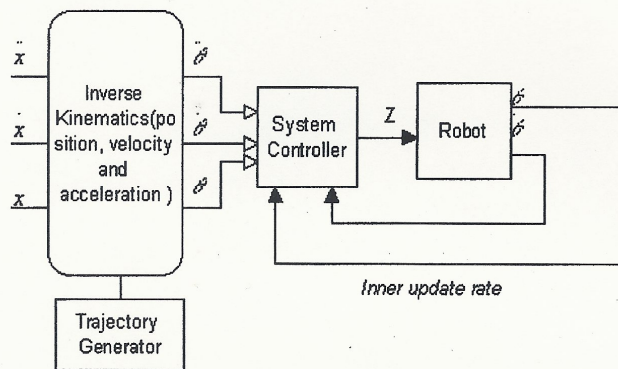 ẍ
ẋ
x
Inverse
Kinematics(po
sition, velocity
and
acceleration )
θ̈
θ̇
θ
System
Controller
Z
Robot
Inner update rate
Trajectory
Generator